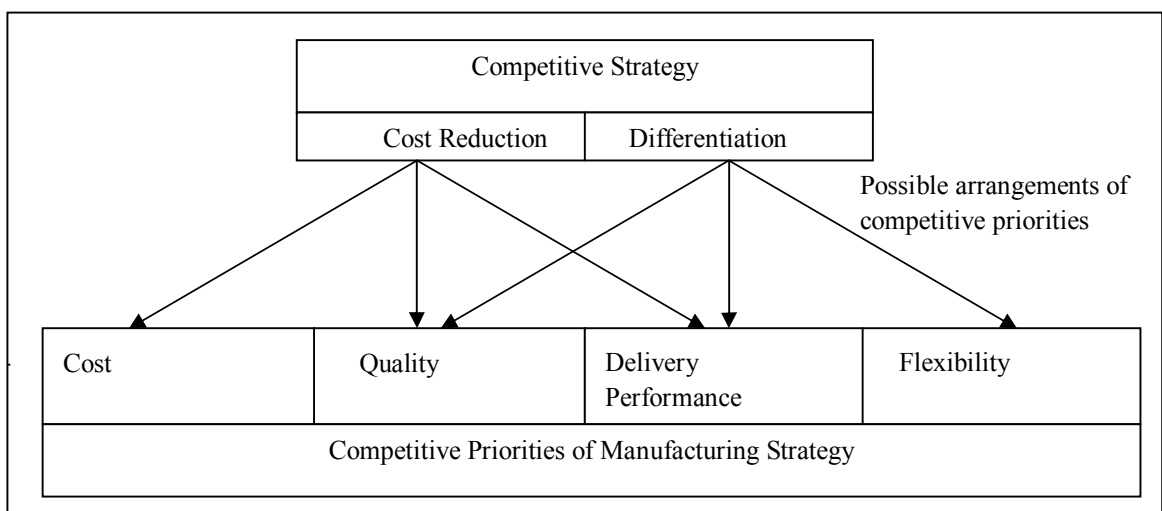 Competitive Strategy
Cost Reduction
Differentiation
Possible arrangements of
competitive priorities
Cost
Quality
Delivery
Performance
Flexibility
Competitive Priorities of Manufacturing Strategy